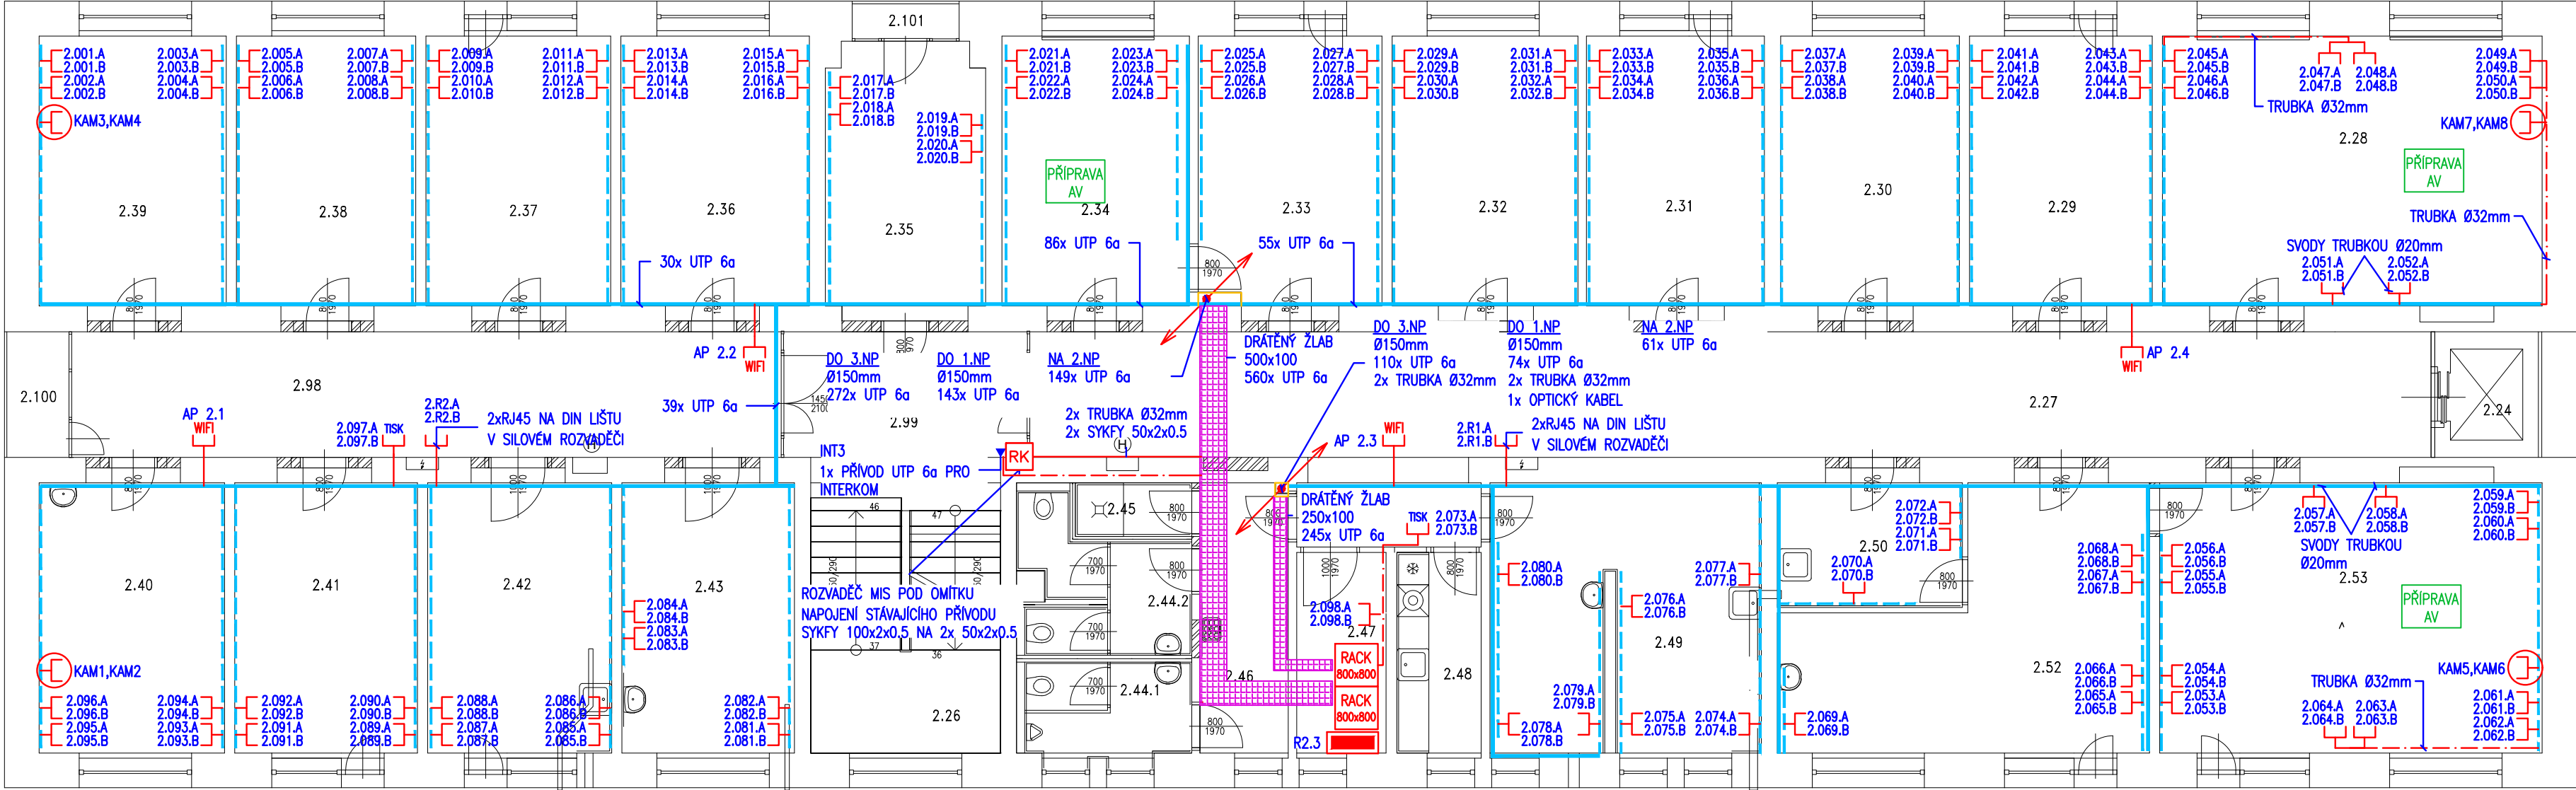 2.101
2.001.A
2.001.B
2.002.A
2.002.B
2.003.A
2.003.B
2.004.A
2.004.B
KAM3,KAM4
2.39
2.005.A
2.005.B
2.006.A
2.006.B
2.007.A
2.007.B
2.008.A
2.008.B
2.38
2.009.A
2.009.B
2.010.A
2.010.B
2.011.A
2.011.B
2.012.A
2.012.B
2.37
2.013.A
2.013.B
2.014.A
2.014.B
2.015.A
2.015.B
2.016.A
2.016.B
2.36
30x UTP 6a
2.017.A
2.017.B
2.018.A
2.018.B
2.019.A
2.019.B
2.020.A
2.020.B
2.35
2.021.A
2.021.B
2.022.A
2.022.B
2.023.A
2.023.B
2.024.A
2.024.B
PŘÍPRAVA
AV
2.34
86x UTP 6a
2.025.A
2.025.B
2.026.A
2.026.B
2.027.A
2.027.B
2.028.A
2.028.B
2.33
55x UTP 6a
800
1970
2.029.A
2.029.B
2.030.A
2.030.B
2.031.A
2.031.B
2.032.A
2.032.B
2.32
2.033.A
2.033.B
2.034.A
2.034.B
2.035.A
2.035.B
2.036.A
2.036.B
2.31
2.037.A
2.037.B
2.038.A
2.038.B
2.039.A
2.039.B
2.040.A
2.040.B
2.30
2.041.A
2.041.B
2.042.A
2.042.B
2.043.A
2.043.B
2.044.A
2.044.B
2.29
2.045.A
2.045.B
2.046.A
2.046.B
2.047.A
2.047.B
2.048.A
2.048.B
2.049.A
2.049.B
2.050.A
2.050.B
TRUBKA Ø32mm
KAM7,KAM8
2.28
PŘÍPRAVA
AV
TRUBKA Ø32mm
SVODY TRUBKOU Ø20mm
2.051.A
2.051.B
2.052.A
2.052.B
2.100
2.98
AP 2.1
WIFI
2.097.A
2.097.B
TISK
2.R2.A
2.R2.B
2xRJ45 NA DIN LIŠTU
V SILOVÉM ROZVADĚČI
H
AP 2.2
WIFI
39x UTP 6a
DO 3.NP
Ø150mm
272x UTP 6a
DO 1.NP
Ø150mm
143x UTP 6a
NA 2.NP
149x UTP 6a
2.99
2x TRUBKA Ø32mm
2x SYKFY 50x2x0.5
H
INT3
1x PŘÍVOD UTP 6a PRO
INTERKOM
RK
DRÁTĚNÝ ŽLAB
500x100
560x UTP 6a
DO 3.NP
Ø150mm
110x UTP 6a
2x TRUBKA Ø32mm
DO 1.NP
Ø150mm
74x UTP 6a
2x TRUBKA Ø32mm
1x OPTICKÝ KABEL
NA 2.NP
61x UTP 6a
AP 2.3
WIFI
2.R1.A
2.R1.B
2xRJ45 NA DIN LIŠTU
V SILOVÉM ROZVADĚČI
AP 2.4
WIFI
2.27
2.24
2.40
KAM1,KAM2
2.096.A
2.096.B
2.095.A
2.095.B
2.094.A
2.094.B
2.093.A
2.093.B
2.41
2.092.A
2.092.B
2.091.A
2.091.B
2.090.A
2.090.B
2.089.A
2.089.B
2.42
2.088.A
2.088.B
2.087.A
2.087.B
2.086.A
2.086.B
2.085.A
2.085.B
2.43
2.084.A
2.084.B
2.083.A
2.083.B
2.082.A
2.082.B
2.081.A
2.081.B
46
47
ROZVADĚČ MIS POD OMÍTKU
NAPOJENÍ STÁVAJÍCÍHO PŘÍVODU
SYKFY 100x2x0.5 NA 2x 50x2x0.5
37
36
2.26
2.45
800
1970
700
1970
800
1970
2.44.2
700
1970
2.44.1
700
1970
2.46
800
1970
800
1970
DRÁTĚNÝ ŽLAB
250x100
245x UTP 6a
TISK
2.073.A
2.073.B
800
1970
2.098.A
2.098.B
2.47
RACK
800x800
RACK
800x800
R2.3
2.48
2.080.A
2.080.B
2.079.A
2.079.B
2.078.A
2.078.B
2.077.A
2.077.B
2.076.A
2.076.B
2.49
2.075.A
2.075.B
2.074.A
2.074.B
2.072.A
2.072.B
2.071.A
2.071.B
2.50
2.070.A
2.070.B
800
1970
2.069.A
2.069.B
2.52
2.068.A
2.068.B
2.067.A
2.067.B
2.066.A
2.066.B
2.065.A
2.065.B
800
1970
2.056.A
2.056.B
2.055.A
2.055.B
2.054.A
2.054.B
2.053.A
2.053.B
2.057.A
2.057.B
2.058.A
2.058.B
SVODY TRUBKOU
Ø20mm
2.53
2.059.A
2.059.B
2.060.A
2.060.B
PŘÍPRAVA
AV
KAM5,KAM6
TRUBKA Ø32mm
2.064.A
2.064.B
2.063.A
2.063.B
2.061.A
2.061.B
2.062.A
2.062.B